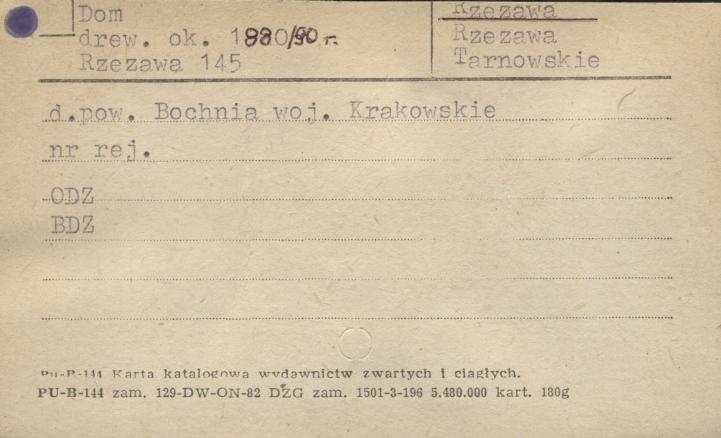 Dom
drew. ok. 1880/90 r.
Rzezawa 145
Rzezawa
Rzezawa
Tarnowskie
d.pow. Bochnia woj. Krakowskie
nr rej.
ODZ
BDZ
PU-B-144 Karta katalogowa wydawnictw zwartych i ciągłych.
PU-B-144 zam. 129-DW-ON-82 DZG zam. 1501-3-196 5.480.000 kart. 180g